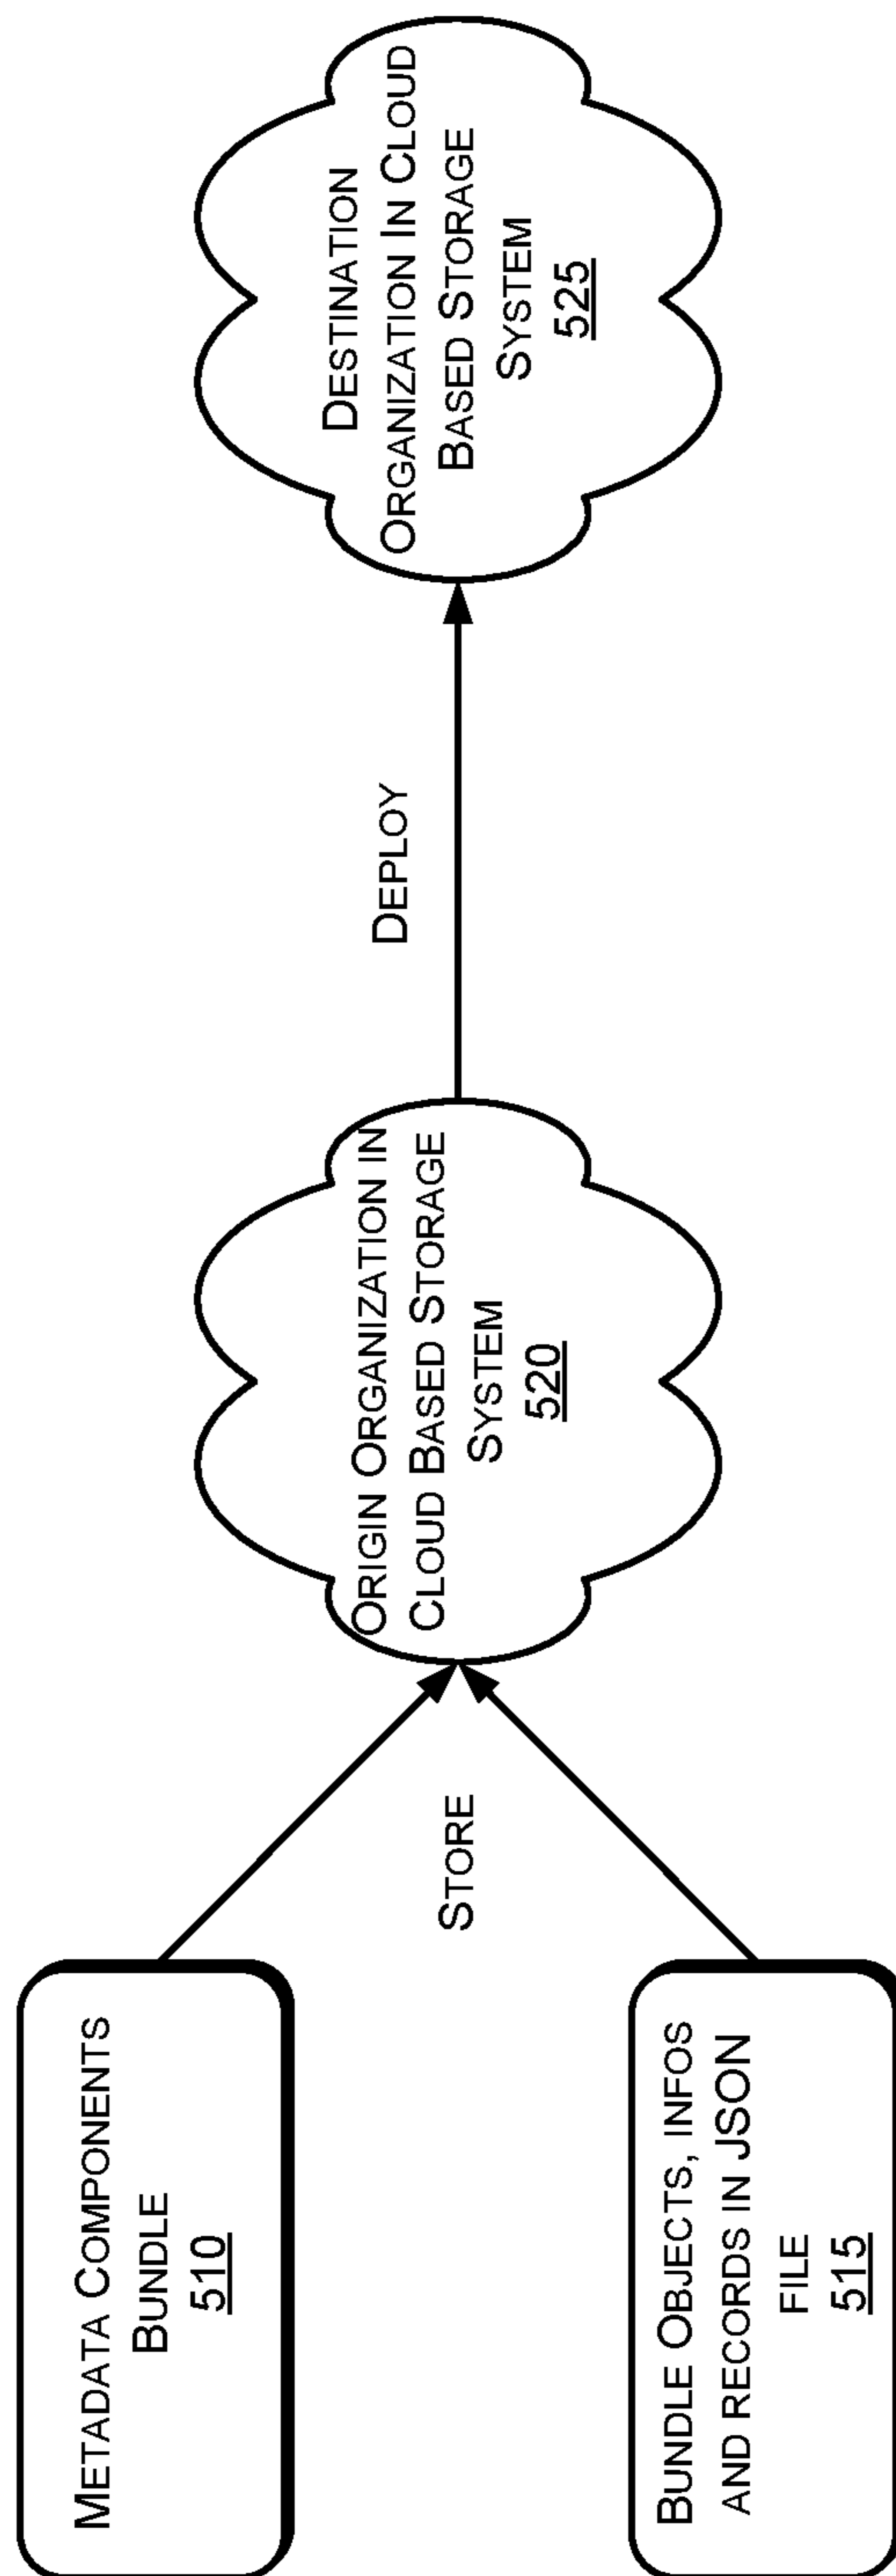 METADATA COMPONENTS
BUNDLE
510
BUNDLE OBJECTS, INFOS
AND RECORDS IN JSON
FILE
515
STORE
ORIGIN ORGANIZATION IN
CLOUD BASED STORAGE
SYSTEM
520
DEPLOY
DESTINATION
ORGANIZATION IN CLOUD
BASED STORAGE
SYSTEM
525